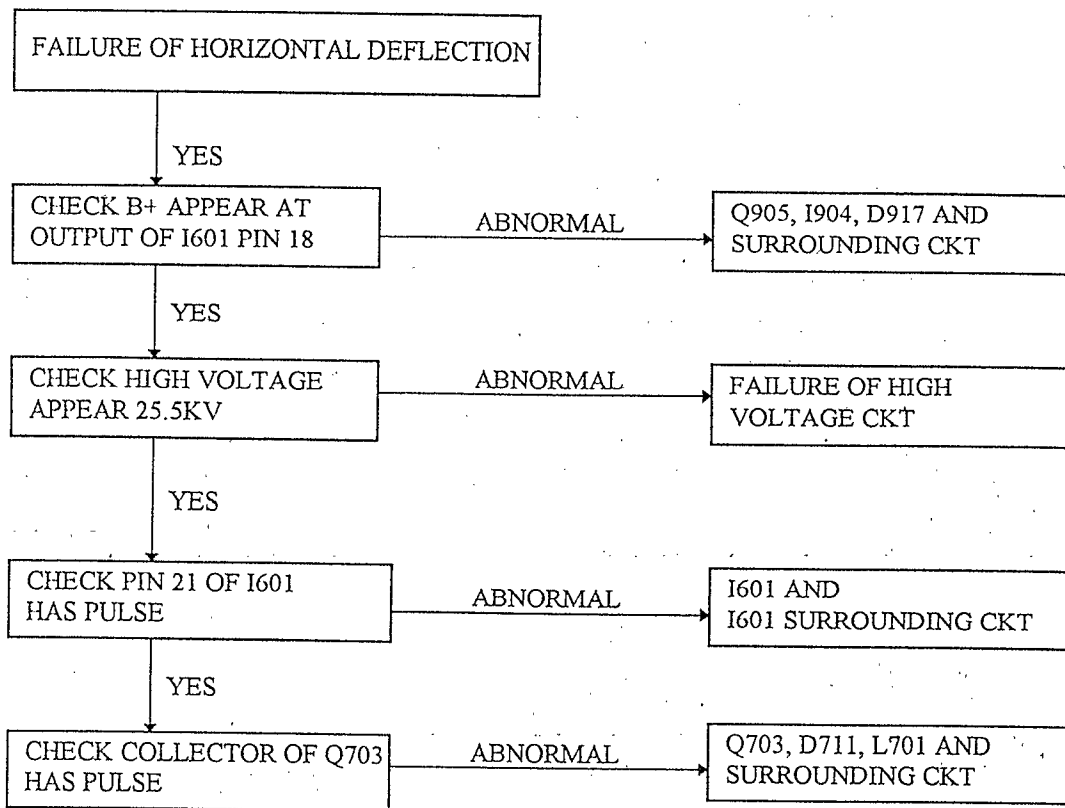 FAILURE OF HORIZONTAL DEFLECTION
YES
CHECK B+ APPEAR AT
OUTPUT OF I601 PIN 18
ABNORMAL
Q905, I904, D917 AND
SURROUNDING CKT
YES
CHECK HIGH VOLTAGE
APPEAR 25.5KV
ABNORMAL
FAILURE OF HIGH
VOLTAGE CKT
YES
CHECK PIN 21 OF I601
HAS PULSE
ABNORMAL
I601 AND
I601 SURROUNDING CKT
YES
CHECK COLLECTOR OF Q703
HAS PULSE
ABNORMAL
Q703, D711, L701 AND
SURROUNDING CKT